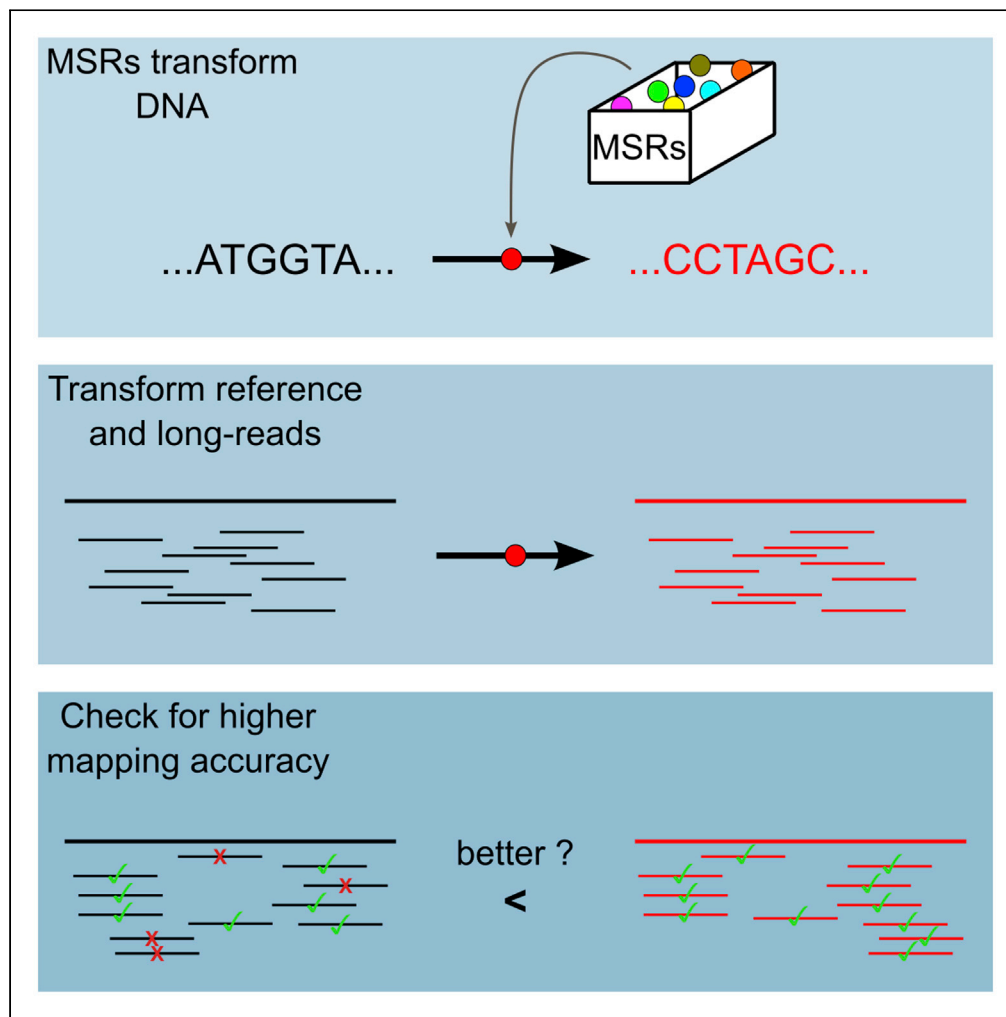 MSRs transform
DNA
MSRs
...ATGGTA...
...CCTAGC...
Transform reference
and long-reads
Check for higher
mapping accuracy
better ?
<